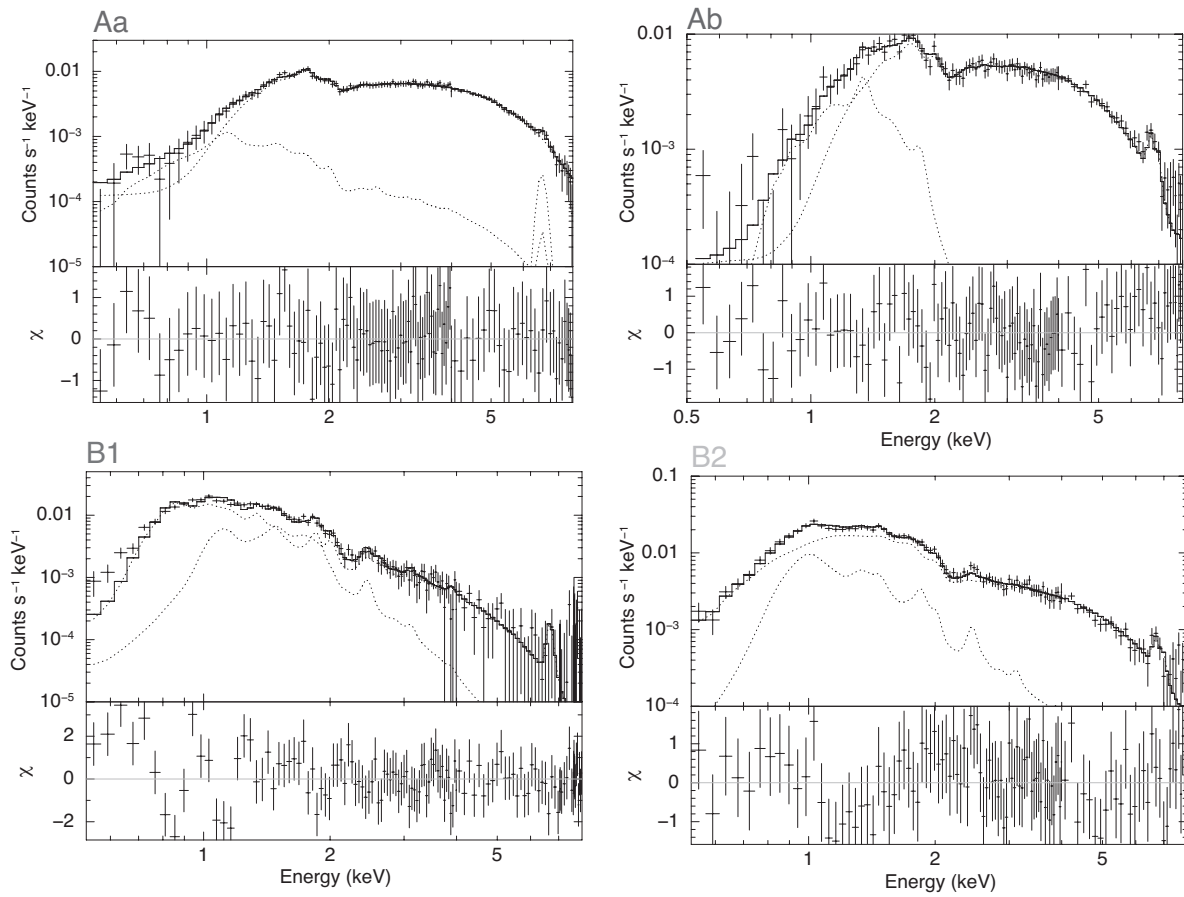 Aa
0.01
10⁻³
10⁻⁴
10⁻⁵
Counts s⁻¹ keV⁻¹
1
0
−1
χ
1
2
5
Ab
0.01
10⁻³
10⁻⁴
Counts s⁻¹ keV⁻¹
1
0
−1
χ
0.5
1
2
5
Energy (keV)
B1
0.01
10⁻³
10⁻⁴
10⁻⁵
Counts s⁻¹ keV⁻¹
2
0
−2
χ
1
2
5
Energy (keV)
B2
0.1
0.01
10⁻³
10⁻⁴
Counts s⁻¹ keV⁻¹
1
0
−1
χ
1
2
5
Energy (keV)